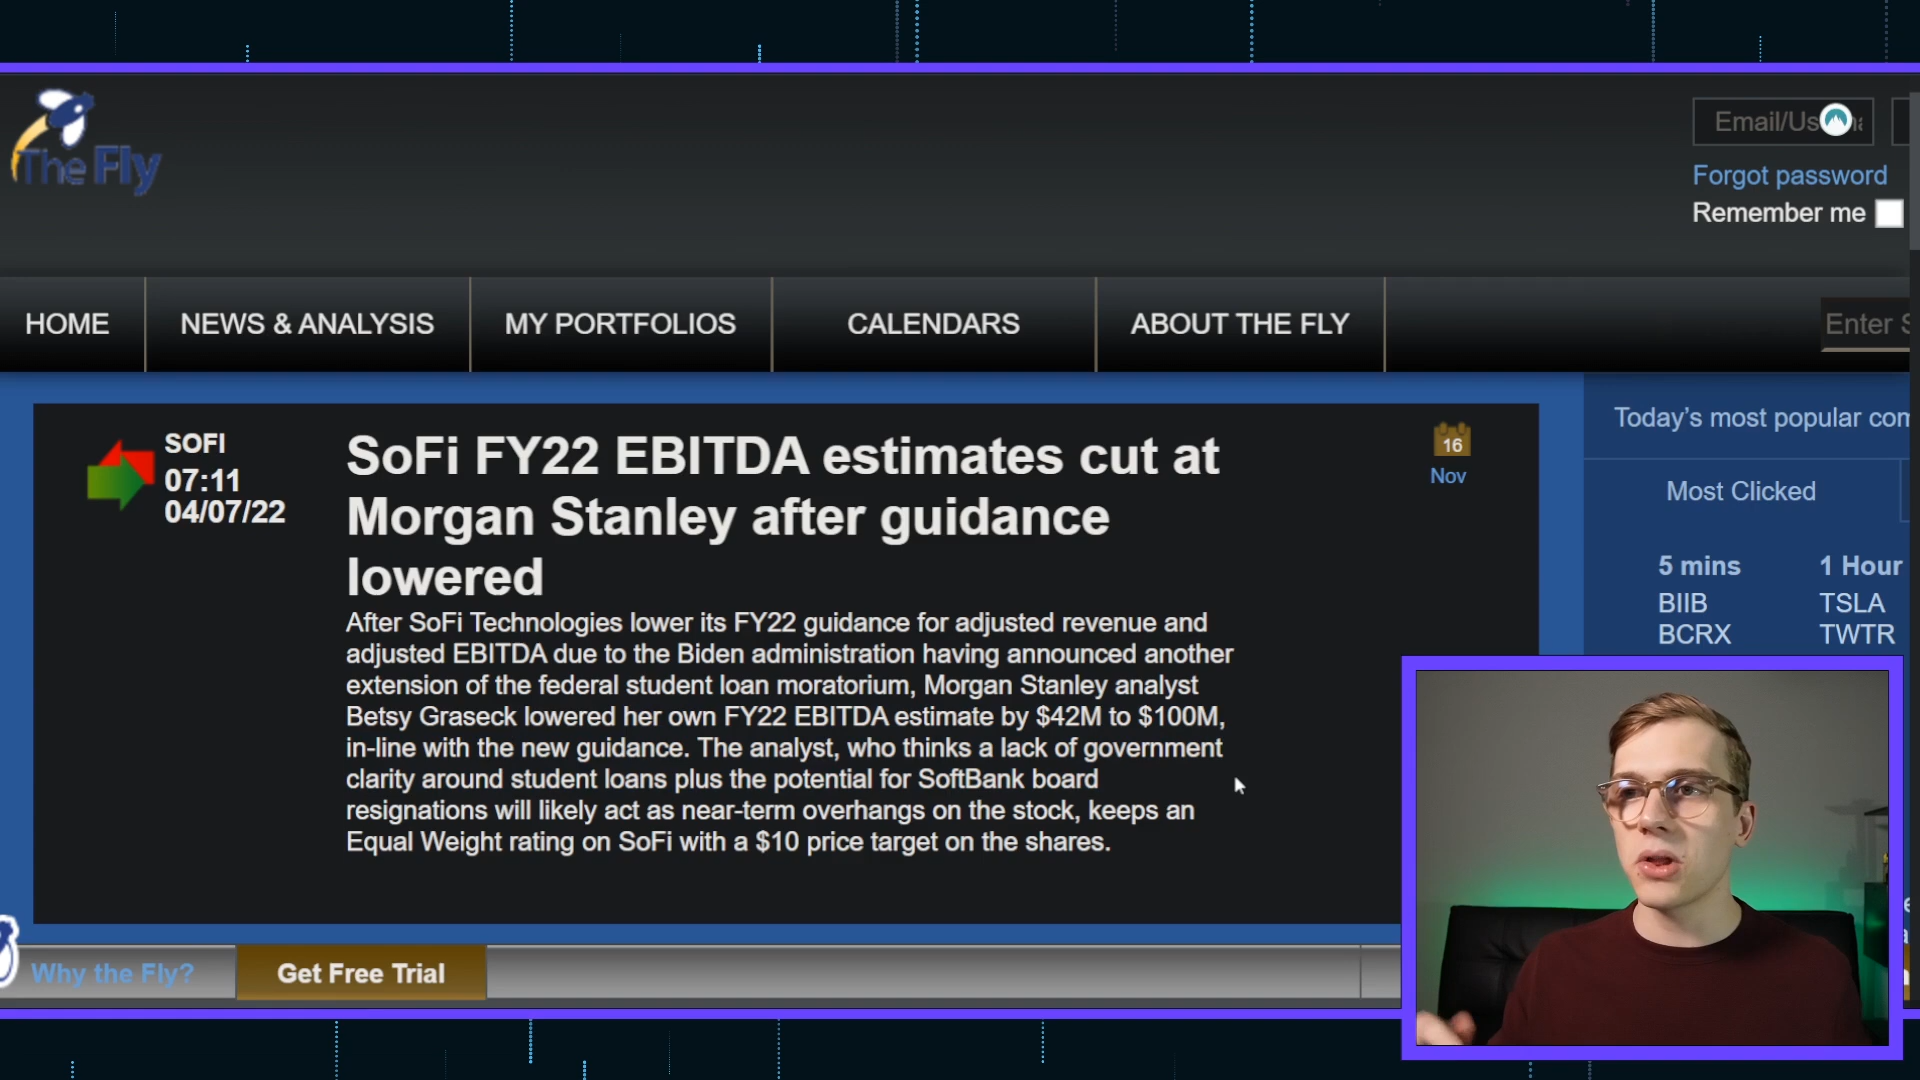 The Fly
Email/Us
Forgot password
Remember me
HOME
NEWS & ANALYSIS
MY PORTFOLIOS
CALENDARS
ABOUT THE FLY
Enter S
SOFI
07:11
04/07/22
SoFi FY22 EBITDA estimates cut at
Morgan Stanley after guidance
lowered
After SoFi Technologies lower its FY22 guidance for adjusted revenue and
adjusted EBITDA due to the Biden administration having announced another
extension of the federal student loan moratorium, Morgan Stanley analyst
Betsy Graseck lowered her own FY22 EBITDA estimate by $42M to $100M,
in-line with the new guidance. The analyst, who thinks a lack of government
clarity around student loans plus the potential for SoftBank board
resignations will likely act as near-term overhangs on the stock, keeps an
Equal Weight rating on SoFi with a $10 price target on the shares.
16
Nov
Today's most popular com
Most Clicked
5 mins
1 Hour
BIIB
TSLA
BCRX
TWTR
Why the Fly?
Get Free Trial